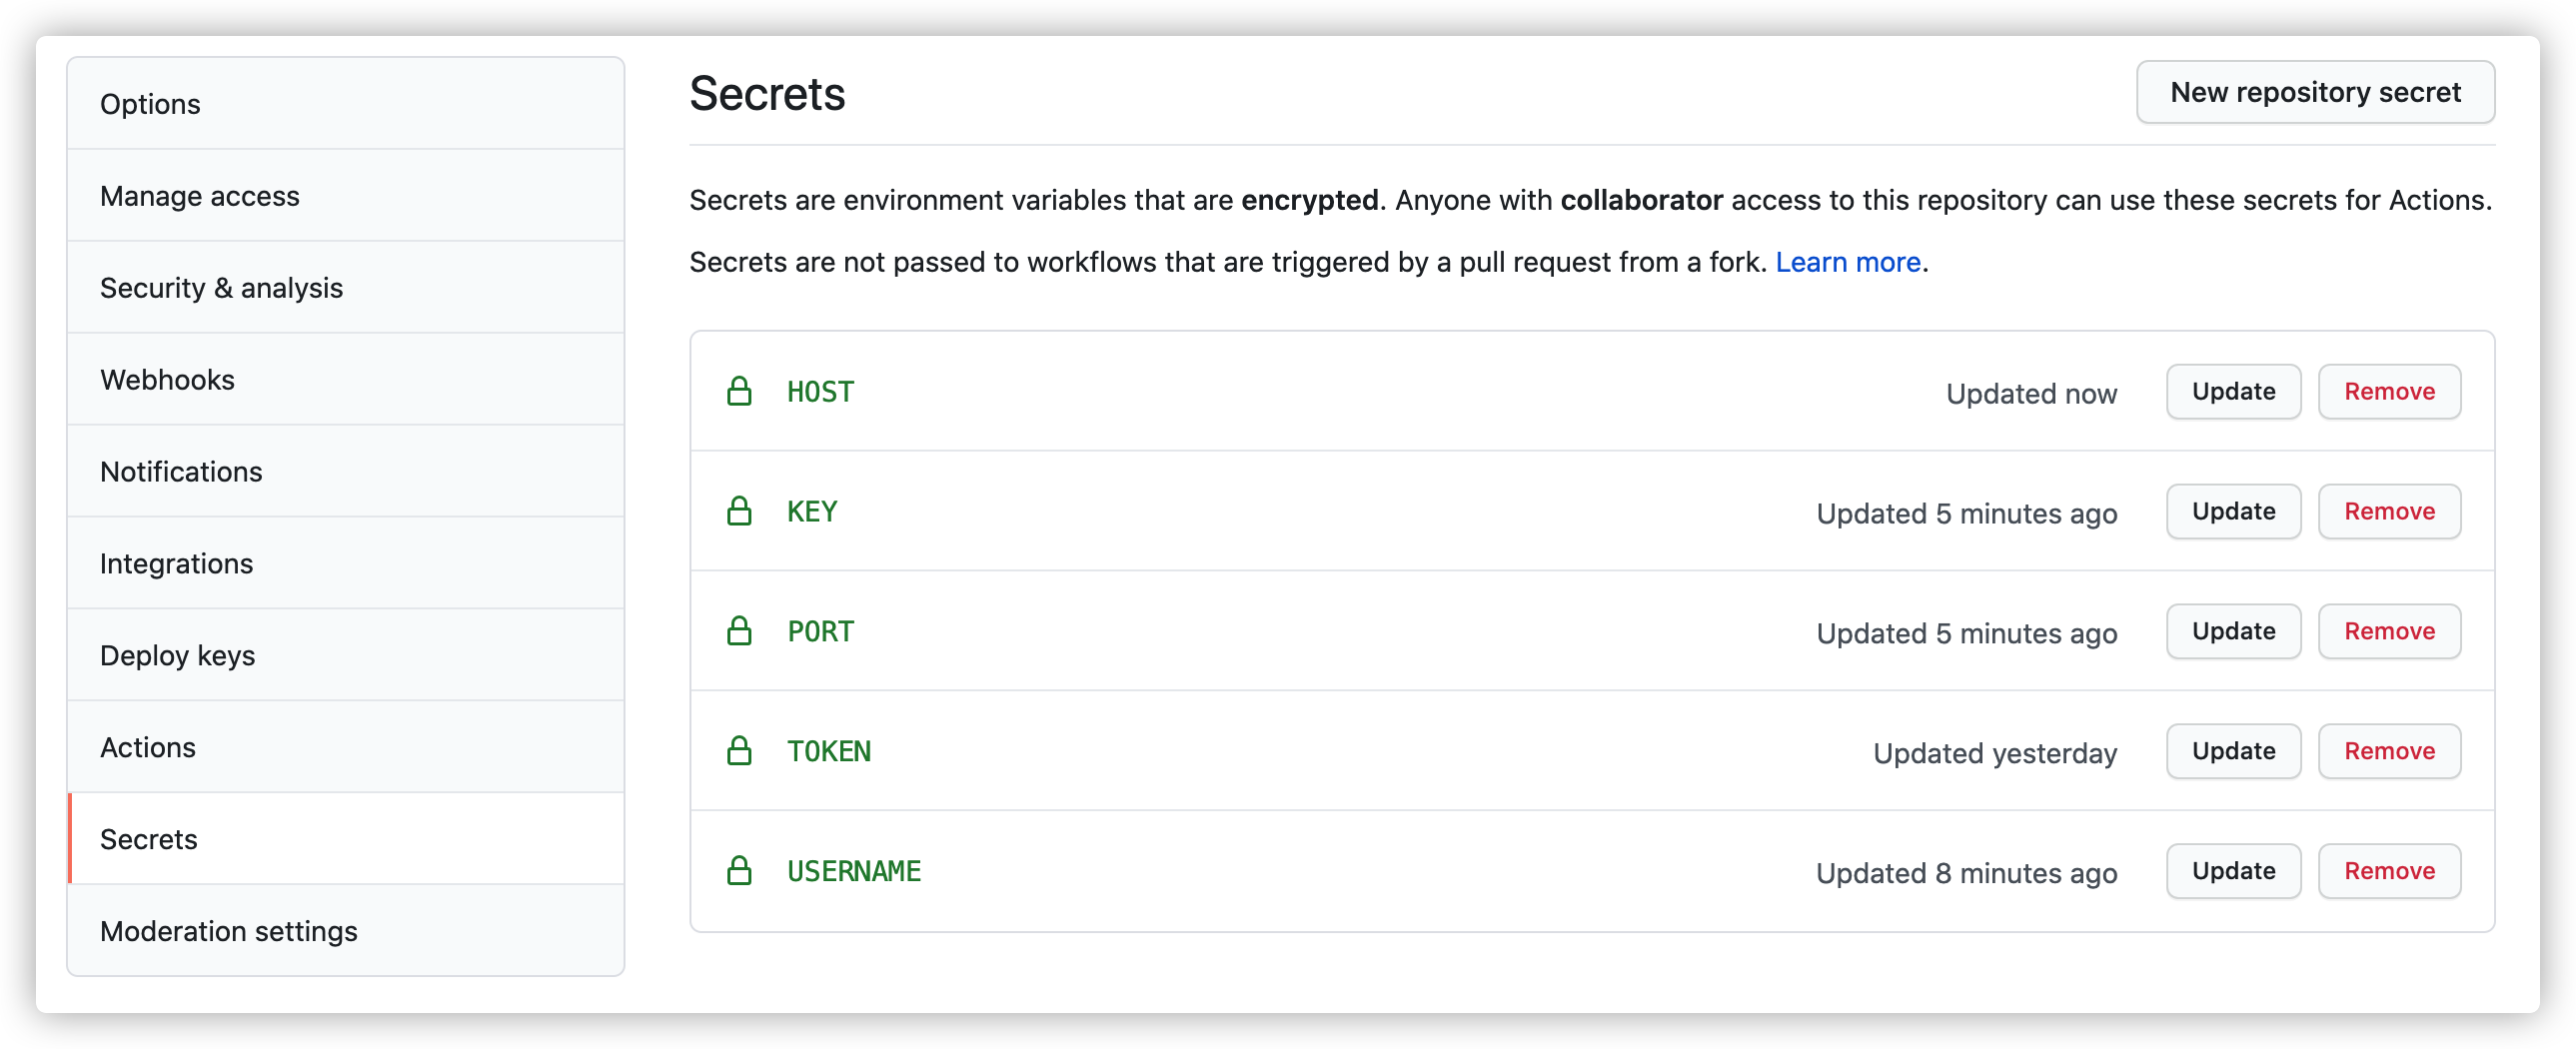 Options
Manage access
Security & analysis
Webhooks
Notifications
Integrations
Deploy keys
Actions
Secrets
Moderation settings
Secrets
New repository secret
Secrets are environment variables that are encrypted. Anyone with collaborator access to this repository can use these secrets for Actions.
Secrets are not passed to workflows that are triggered by a pull request from a fork. Learn more.
HOST Updated now Update Remove
KEY Updated 5 minutes ago Update Remove
PORT Updated 5 minutes ago Update Remove
TOKEN Updated yesterday Update Remove
USERNAME Updated 8 minutes ago Update Remove